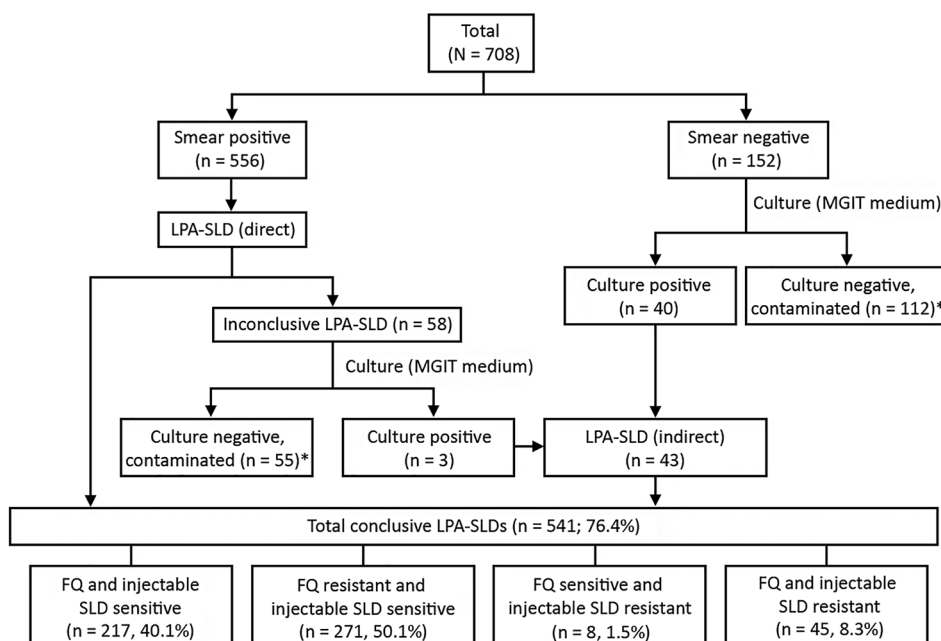 Total
(N = 708)
Smear positive
(n = 556)
Smear negative
(n = 152)
Culture (MGIT medium)
LPA-SLD (direct)
Culture positive
(n = 40)
Culture negative,
contaminated (n = 112)*
Inconclusive LPA-SLD (n = 58)
Culture (MGIT medium)
Culture negative,
contaminated (n = 55)*
Culture positive
(n = 3)
LPA-SLD (indirect)
n = 43)
Total conclusive LPA-SLDs (n = 541; 76.4%)
FQ and injectable
SLD sensitive
(n = 217, 40.1%)
FQ resistant and
injectable SLD sensitive
(n = 271, 50.1%)
FQ sensitive and
injectable SLD resistant
(n = 8, 1.5%)
FQ and injectable
SLD resistant
(n = 45, 8.3%)